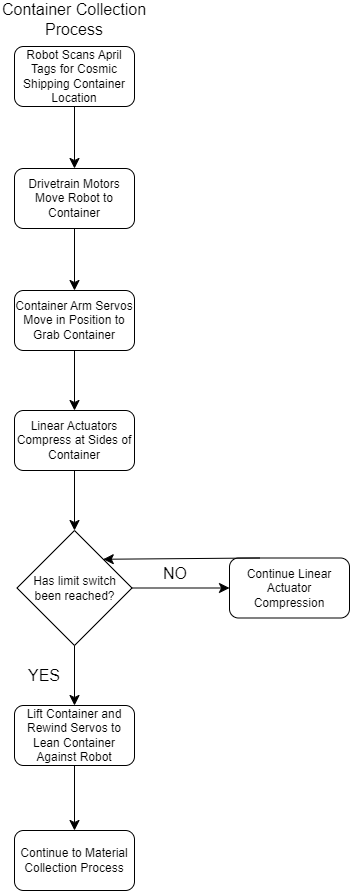 Container Collection
Process
Robot Scans April
Tags for Cosmic
Shipping Container
Location
Drivetrain Motors
Move Robot to
Container
Container Arm Servos
Move in Position to
Grab Container
Linear Actuators
Compress at Sides of
Container
Has limit switch
been reached?
NO
Continue Linear
Actuator
Compression
YES
Lift Container and
Rewind Servos to
Lean Container
Against Robot
Continue to Material
Collection Process